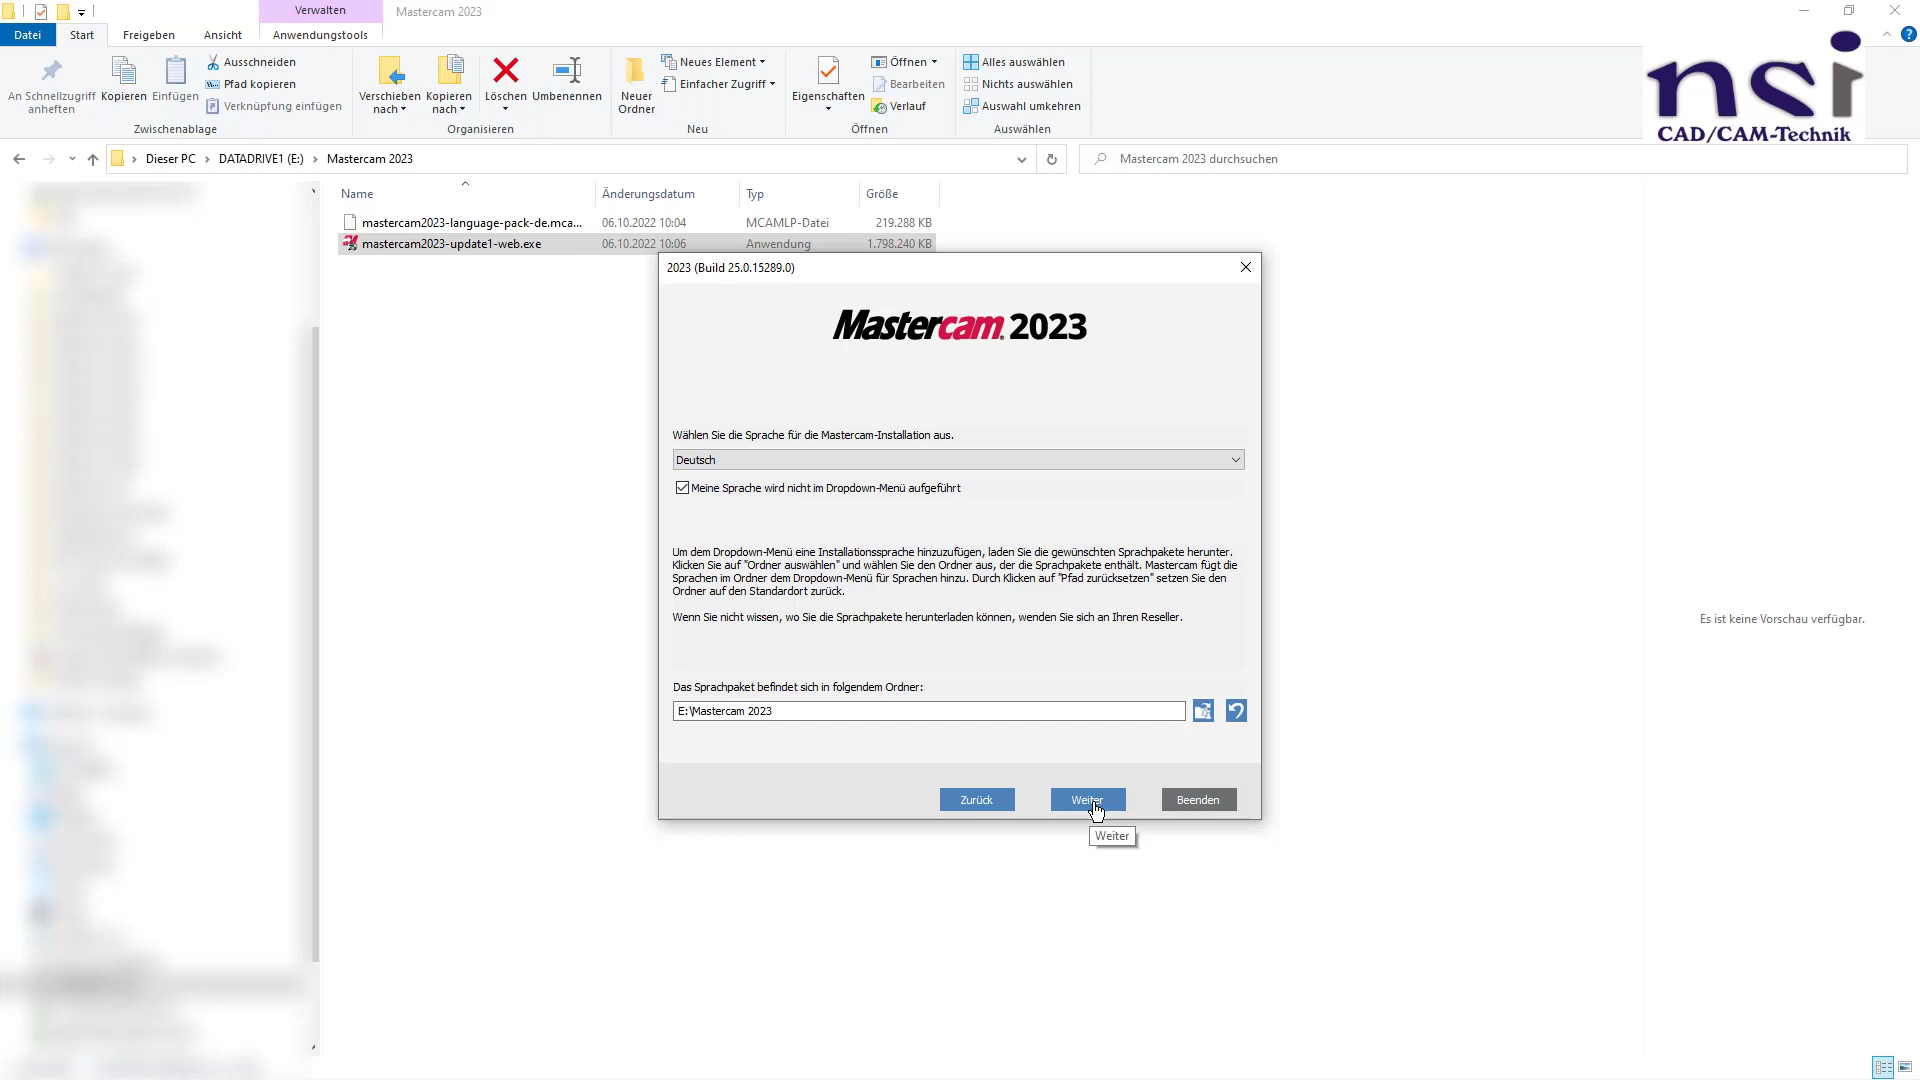 Verwalten
Mastercam 2023
Datei
Start
Freigeben
Ansicht
Anwendungstools
An Schnellzugriff
anheften
Kopieren
Einfügen
Ausschneiden
Pfad kopieren
Verknüpfung einfügen
Zwischenablage
Verschieben
nach
Kopieren
nach
Löschen
Umbenennen
Organisieren
Neuer
Ordner
Neues Element
Einfacher Zugriff
Neu
Eigenschaften
Öffnen
Bearbeiten
Verlauf
Öffnen
Alles auswählen
Nichts auswählen
Auswahl umkehren
Auswählen
nsi
CAD/CAM-Technik
Dieser PC
DATADRIVE1 (E:)
Mastercam 2023
Mastercam 2023 durchsuchen
Name
Änderungsdatum
Typ
Größe
mastercam2023-language-pack-de.mca...
06.10.2022 10:04
MCAMLP-Datei
219.288 KB
mastercam2023-update1-web.exe
06.10.2022 10:06
Anwendung
1.798.240 KB
2023 (Build 25.0.15289.0)
Mastercam 2023
Wählen Sie die Sprache für die Mastercam-Installation aus.
Deutsch
Meine Sprache wird nicht im Dropdown-Menü aufgeführt
Um dem Dropdown-Menü eine Installationssprache hinzuzufügen, laden Sie die gewünschten Sprachpakete herunter.
Klicken Sie auf "Ordner auswählen" und wählen Sie den Ordner aus, der die Sprachpakete enthält. Mastercam fügt die
Sprachen im Ordner dem Dropdown-Menü für Sprachen hinzu. Durch Klicken auf "Pfad zurücksetzen" setzen Sie den
Ordner auf den Standardort zurück.
Wenn Sie nicht wissen, wo Sie die Sprachpakete herunterladen können, wenden Sie sich an Ihren Reseller.
Das Sprachpaket befindet sich in folgendem Ordner:
E:\Mastercam 2023
Zurück
Weiter
Beenden
Weiter
Es ist keine Vorschau verfügbar.